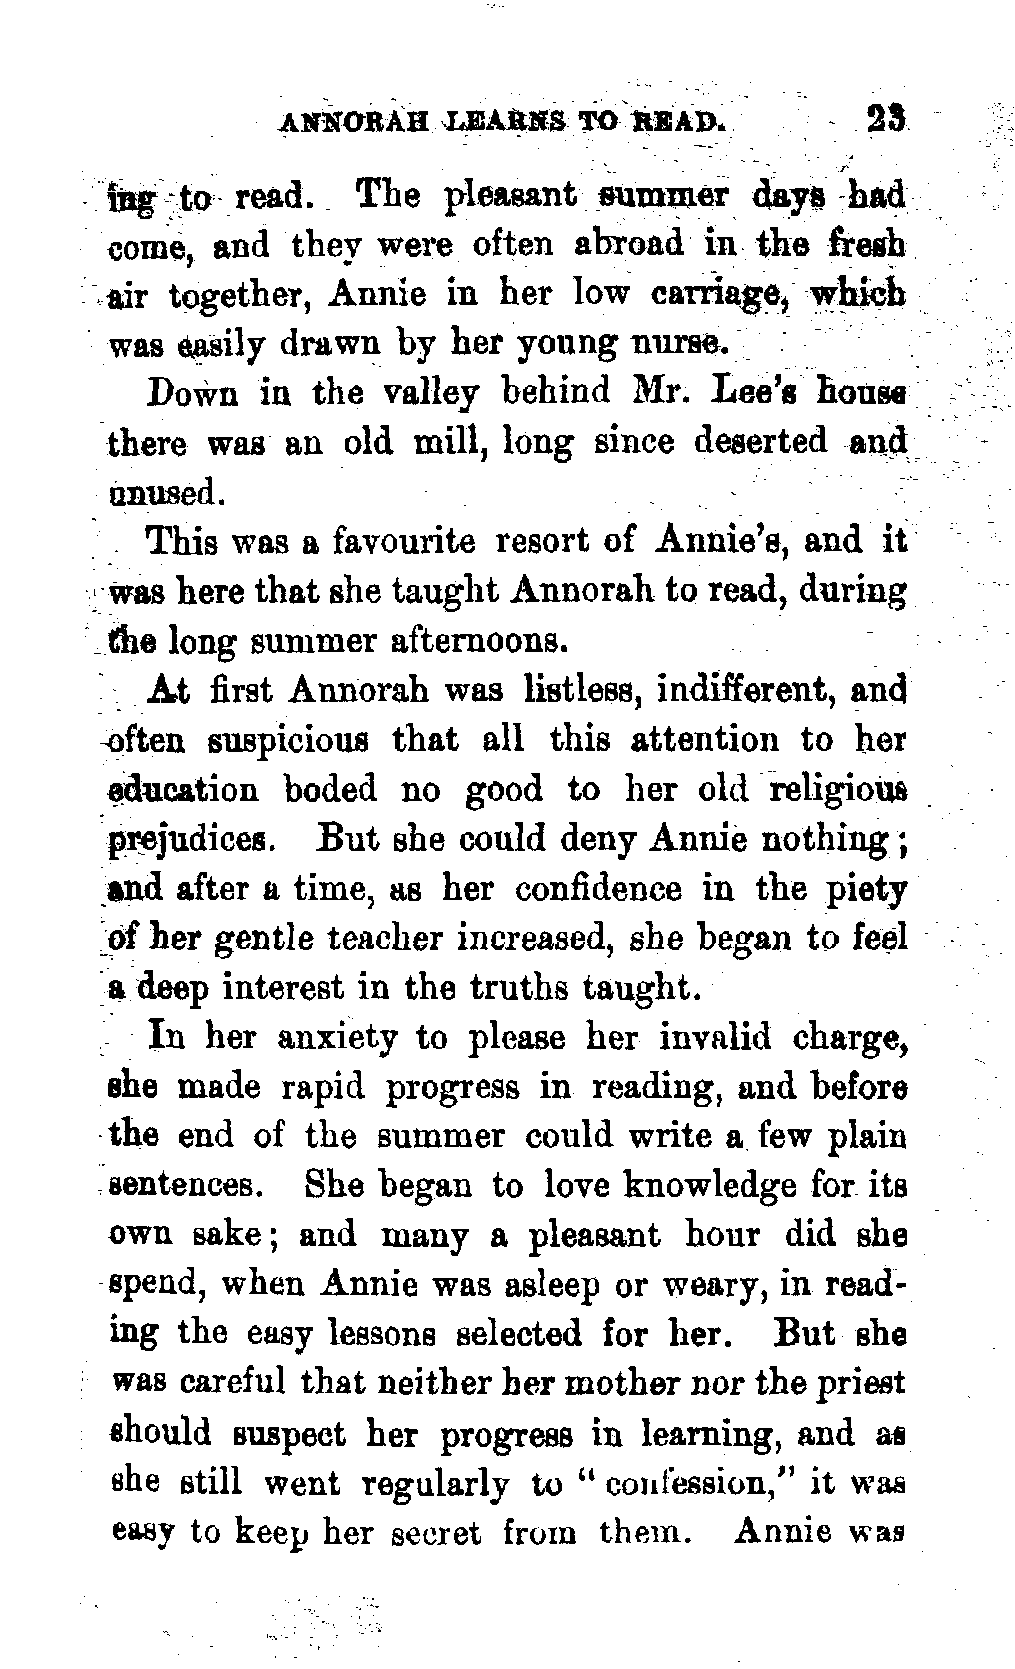 ANNORAH LEARNS TO READ. 23
ing to read. The pleasant summer days had
come, and they were often abroad in the fresh
air together, Annie in her low carriage, which
was easily drawn by her young nurse.
Down in the valley behind Mr. Lee's house
there was an old mill, long since deserted and
unused.
This was a favourite resort of Annie's, and it
was here that she taught Annorah to read, during
the long summer afternoons.
At first Annorah was listless, indifferent, and
often suspicious that all this attention to her
education boded no good to her old religious
prejudices. But she could deny Annie nothing;
and after a time, as her confidence in the piety
of her gentle teacher increased, she began to feel
a deep interest in the truths taught.
In her anxiety to please her invalid charge,
she made rapid progress in reading, and before
the end of the summer could write a few plain
sentences. She began to love knowledge for its
own sake; and many a pleasant hour did she
spend, when Annie was asleep or weary, in read-
ing the easy lessons selected for her. But she
was careful that neither her mother nor the priest
should suspect her progress in learning, and as
she still went regularly to "confession," it was
easy to keep her secret from them. Annie was